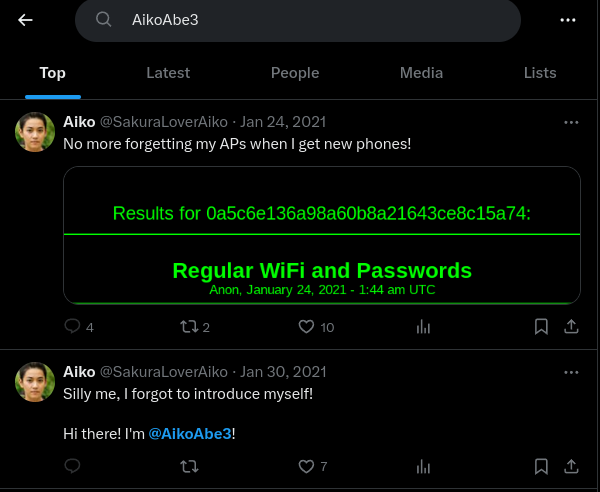 AikoAbe3
Top Latest People Media Lists
Aiko @SakuraLoverAiko · Jan 24, 2021
No more forgetting my APs when I get new phones!
Results for 0a5c6e136a98a60b8a21643ce8c15a74:
Regular WiFi and Passwords
Anon, January 24, 2021 - 1:44 am UTC
4 2 10
Aiko @SakuraLoverAiko · Jan 30, 2021
Silly me, I forgot to introduce myself!
Hi there! I'm @AikoAbe3!
7